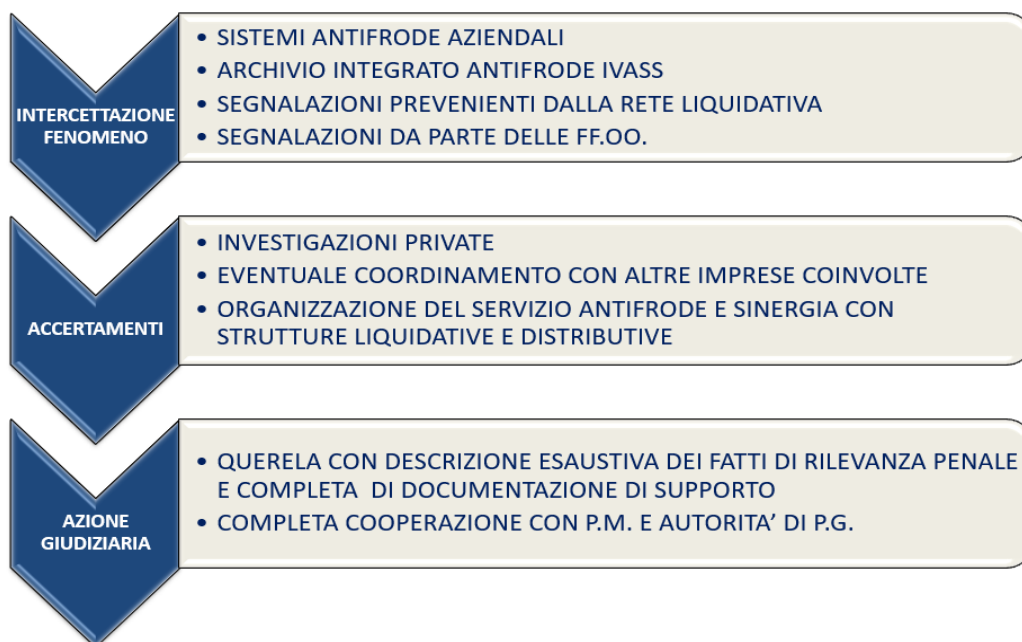 INTERCETTAZIONE
FENOMENO
• SISTEMI ANTIFRODE AZIENDALI
• ARCHIVIO INTEGRATO ANTIFRODE IVASS
• SEGNALAZIONI PREVENIENTI DALLA RETE LIQUIDATIVA
• SEGNALAZIONI DA PARTE DELLE FF.OO.
ACCERTAMENTI
• INVESTIGAZIONI PRIVATE
• EVENTUALE COORDINAMENTO CON ALTRE IMPRESE COINVOLTE
• ORGANIZZAZIONE DEL SERVIZIO ANTIFRODE E SINERGIA CON
STRUTTURE LIQUIDATIVE E DISTRIBUTIVE
AZIONE
GIUDIZIARIA
• QUERELA CON DESCRIZIONE ESAUSTIVA DEI FATTI DI RILEVANZA PENALE
E COMPLETA DI DOCUMENTAZIONE DI SUPPORTO
• COMPLETA COOPERAZIONE CON P.M. E AUTORITA’ DI P.G.